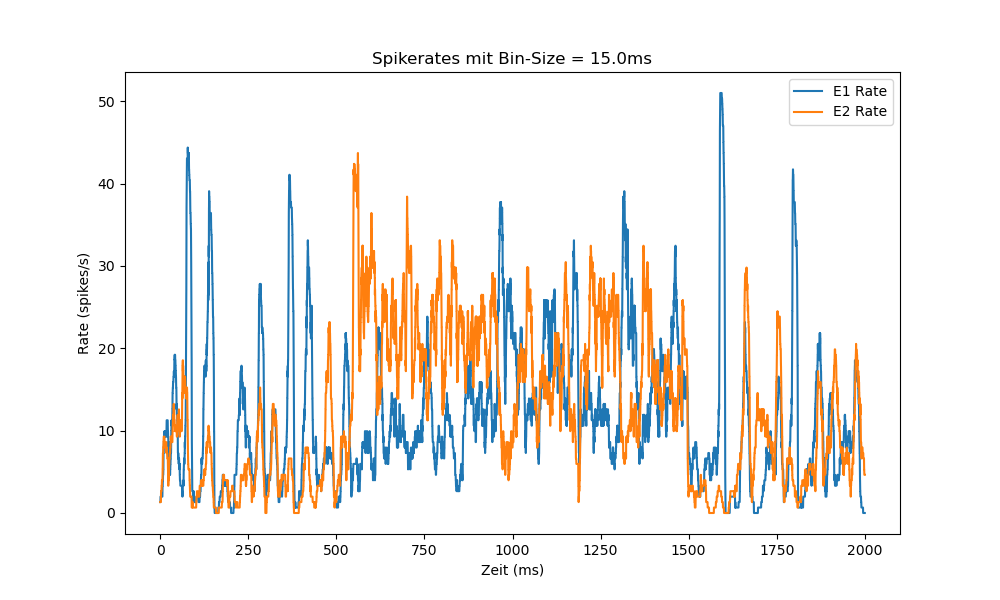 Spikerates mit Bin-Size = 15.0ms
E1 Rate
E2 Rate
50
40
30
20
10
0
Rate (spikes/s)
0 250 500 750 1000 1250 1500 1750 2000
Zeit (ms)